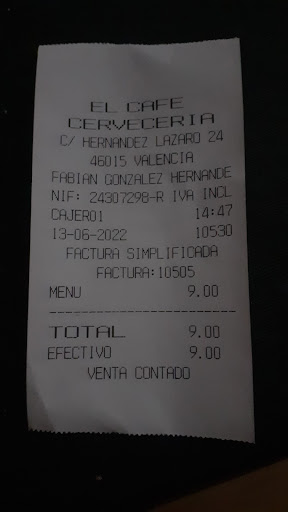 EL CAFE
CERVECERIA
C/ HERNANDEZ LAZARO 24
46015 VALENCIA
FABIAN GONZALEZ HERNANDE
NIF: 24307298-R IVA INCL
CAJERO1 14:47
13-06-2022 10530
FACTURA SIMPLIFICADA
FACTURA:10505
MENU 9.00
TOTAL 9.00
EFECTIVO 9.00
VENTA CONTADO